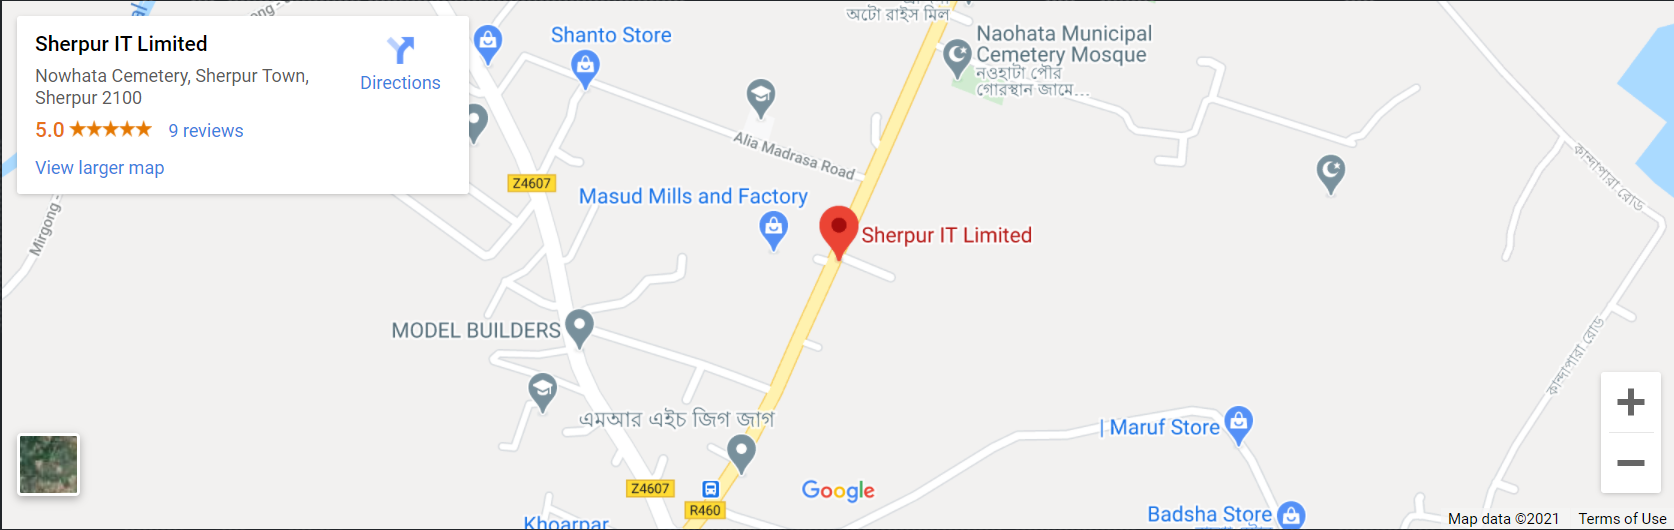 Sherpur IT Limited
Nowhata Cemetery, Sherpur Town,
Sherpur 2100
5.0
9 reviews
View larger map
Directions
Mirgong -
Shanto Store
অটো রাইস মিল
Naohata Municipal
Cemetery Mosque
নওহাটা পৌর
গোরস্থান জামে...
Alia Madrasa Road
Z4607
Masud Mills and Factory
Sherpur IT Limited
কান্দাপারা রোড
MODEL BUILDERS
কান্দাপারা রোড
এমআর এইচ জিগ জাগ
| Maruf Store
Z4607
R460
Google
Khoarpar
Badsha Store
Map data ©2021
Terms of Use